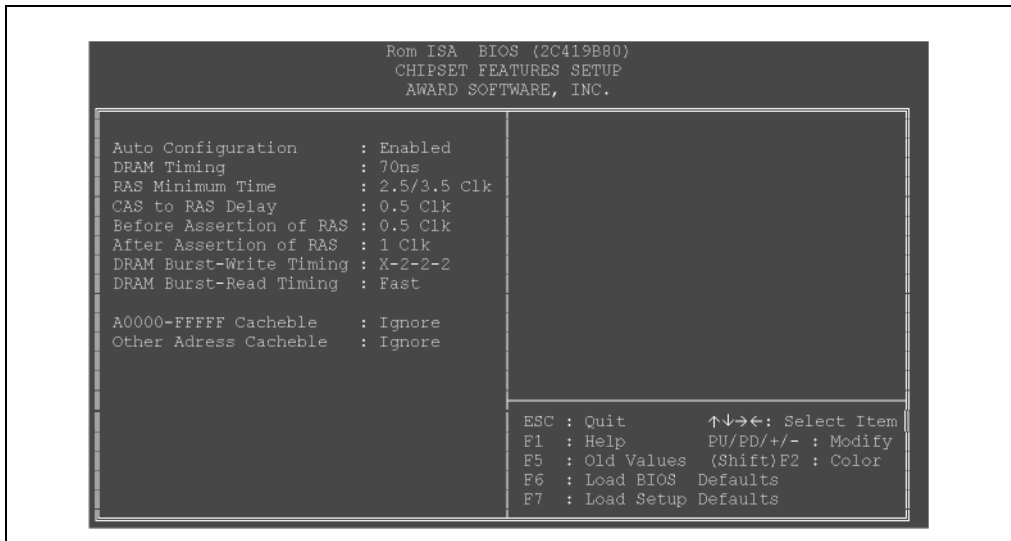 Rom ISA BIOS (2C419B80)
CHIPSET FEATURES SETUP
AWARD SOFTWARE, INC.
Auto Configuration : Enabled
DRAM Timing : 70ns
RAS Minimum Time : 2.5/3.5 Clk
CAS to RAS Delay : 0.5 Clk
Before Assertion of RAS : 0.5 Clk
After Assertion of RAS : 1 Clk
DRAM Burst-Write Timing : X-2-2-2
DRAM Burst-Read Timing : Fast
A0000-FFFFF Cacheble : Ignore
Other Adress Cacheble : Ignore
ESC : Quit ↑↓→←: Select Item
F1 : Help PU/PD/+/- : Modify
F5 : Old Values (Shift)F2 : Color
F6 : Load BIOS Defaults
F7 : Load Setup Defaults